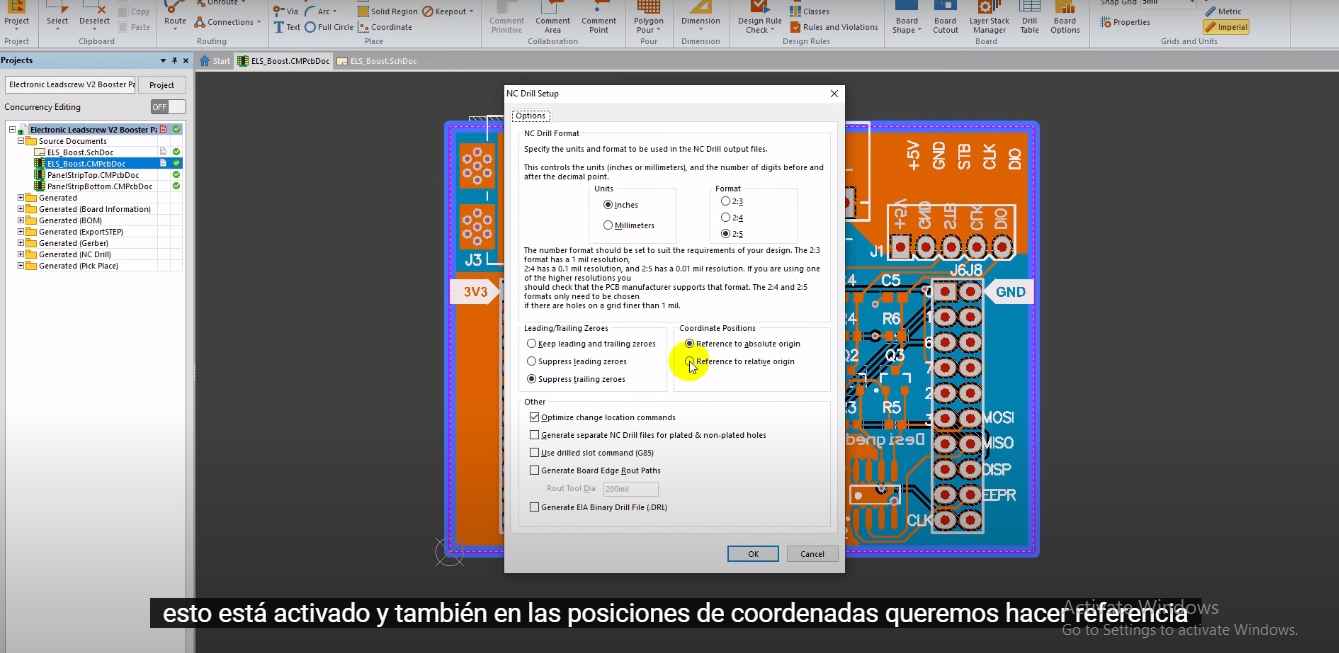 Project
Select
Deselect
Copy
Paste
Route
Unroute
Connections
Via
Arc
Solid Region
Keepout
Text
Full Circle
Coordinate
Comment Primitive
Comment Area
Comment Point
Polygon Pour
Dimension
Design Rule Check
Classes
Rules and Violations
Board Shape
Board Cutout
Layer Stack Manager
Drill Table
Board Options
Snap Grid 5mil
Properties
Metric
Imperial
Project
Clipboard
Routing
Place
Collaboration
Pour
Dimension
Design Rules
Board
Grids and Units
Projects
Start
ELS_Boost.CMPcbDoc
ELS_Boost.SchDoc
Electronic Leadscrew V2 Booster Pa
Project
Concurrency Editing
OFF
Electronic Leadscrew V2 Booster Pa
Source Documents
ELS_Boost.SchDoc
ELS_Boost.CMPcbDoc
PanelStripTop.CMPcbDoc
PanelStripBottom.CMPcbDoc
Generated
Generated (Board Information)
Generated (BOM)
Generated (ExportSTEP)
Generated (Gerber)
Generated (NC Drill)
Generated (Pick Place)
NC Drill Setup
Options
NC Drill Format
Specify the units and format to be used in the NC Drill output files.
This controls the units (inches or millimeters), and the number of digits before and
after the decimal point.
Units
Format
Inches
Millimeters
2:3
2:4
2:5
The number format should be set to suit the requirements of your design. The 2:3
format has a 1 mil resolution,
2:4 has a 0.1 mil resolution, and 2:5 has a 0.01 mil resolution. If you are using one
of the higher resolutions you
should check that the PCB manufacturer supports that format. The 2:4 and 2:5
formats only need to be chosen
if there are holes on a grid finer than 1 mil.
Leading/Trailing Zeroes
Keep leading and trailing zeroes
Suppress leading zeroes
Suppress trailing zeroes
Coordinate Positions
Reference to absolute origin
Reference to relative origin
Other
Optimize change location commands
Generate separate NC Drill files for plated & non-plated holes
Use drilled slot command (G85)
Generate Board Edge Rout Paths
Rout Tool Dia 200mil
Generate EIA Binary Drill File (.DRL)
OK
Cancel
J3
3V3
+5V
GND
STB
CLK
DIO
+5V
GND
STB
CLK
DIO
J1
J6J8
C5
GND
R6
Q2
Q3
R5
MOSI
MISO
Designed
DISP
EEPR
CLK
esto está activado y también en las posiciones de coordenadas queremos hacer referencia
Activate Windows
Go to Settings to activate Windows.